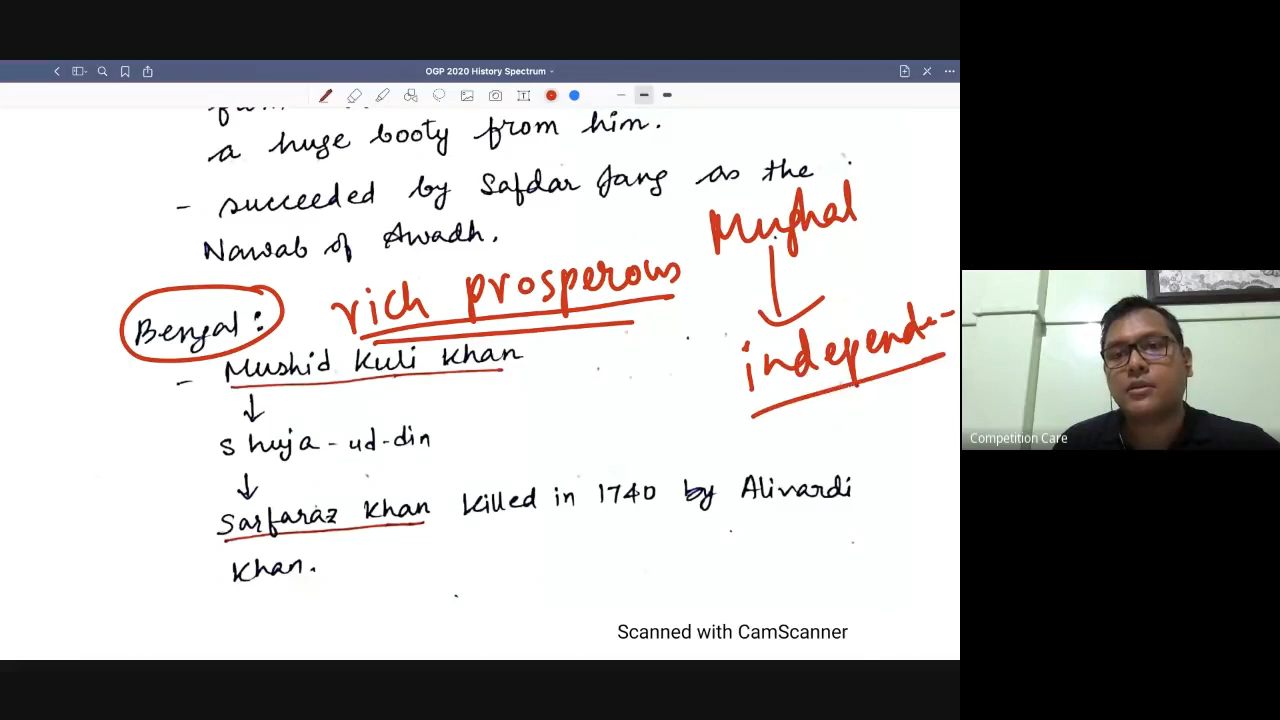 OGP 2020 History Spectrum
a huge booty from him.
- succeeded by Safdar Jang as the
Nawab of Awadh.
Mughal
rich prosperous
Bengal:
independ
- Mushid Kuli Khan
↓
Shuja-ud-din
↓
Sarfaraz Khan killed in 1740 by Alivardi
Khan.
Competition Care
Scanned with CamScanner